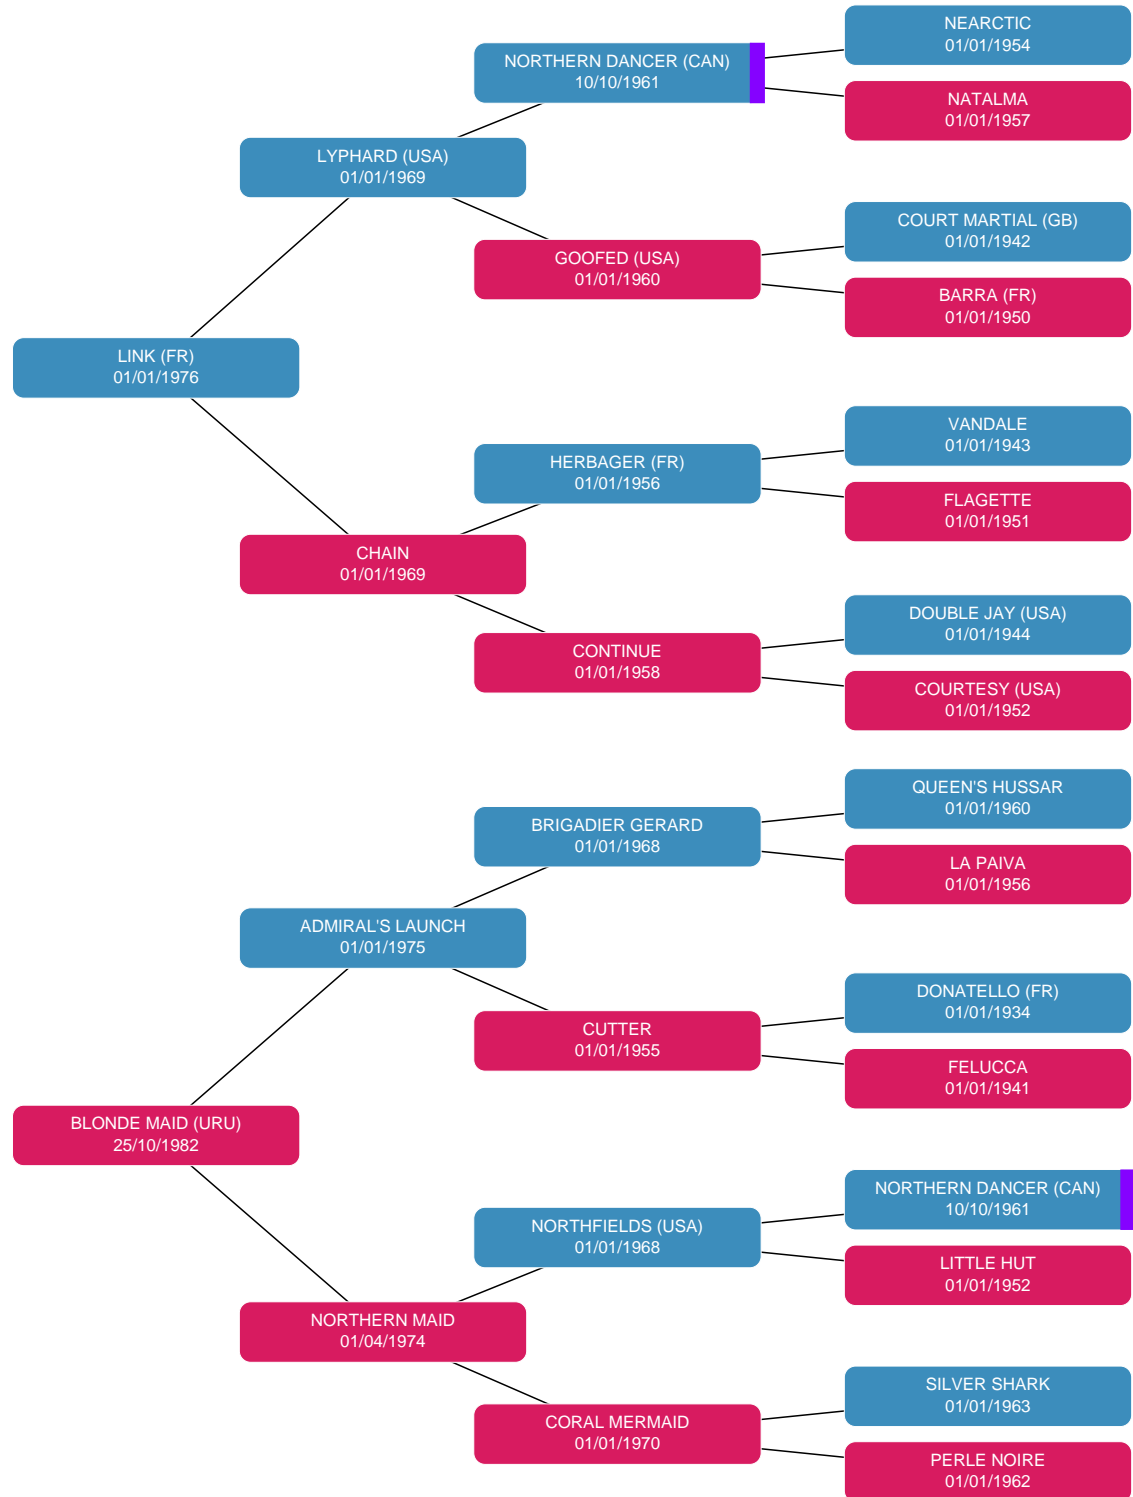 NEARCTIC
01/01/1954
NORTHERN DANCER (CAN)
10/10/1961
NATALMA
01/01/1957
LYPHARD (USA)
01/01/1969
COURT MARTIAL (GB)
01/01/1942
GOOFED (USA)
01/01/1960
BARRA (FR)
01/01/1950
LINK (FR)
01/01/1976
VANDALE
01/01/1943
HERBAGER (FR)
01/01/1956
FLAGETTE
01/01/1951
CHAIN
01/01/1969
DOUBLE JAY (USA)
01/01/1944
CONTINUE
01/01/1958
COURTESY (USA)
01/01/1952
QUEEN'S HUSSAR
01/01/1960
BRIGADIER GERARD
01/01/1968
LA PAIVA
01/01/1956
ADMIRAL'S LAUNCH
01/01/1975
DONATELLO (FR)
01/01/1934
CUTTER
01/01/1955
FELUCCA
01/01/1941
BLONDE MAID (URU)
25/10/1982
NORTHERN DANCER (CAN)
10/10/1961
NORTHFIELDS (USA)
01/01/1968
LITTLE HUT
01/01/1952
NORTHERN MAID
01/04/1974
SILVER SHARK
01/01/1963
CORAL MERMAID
01/01/1970
PERLE NOIRE
01/01/1962